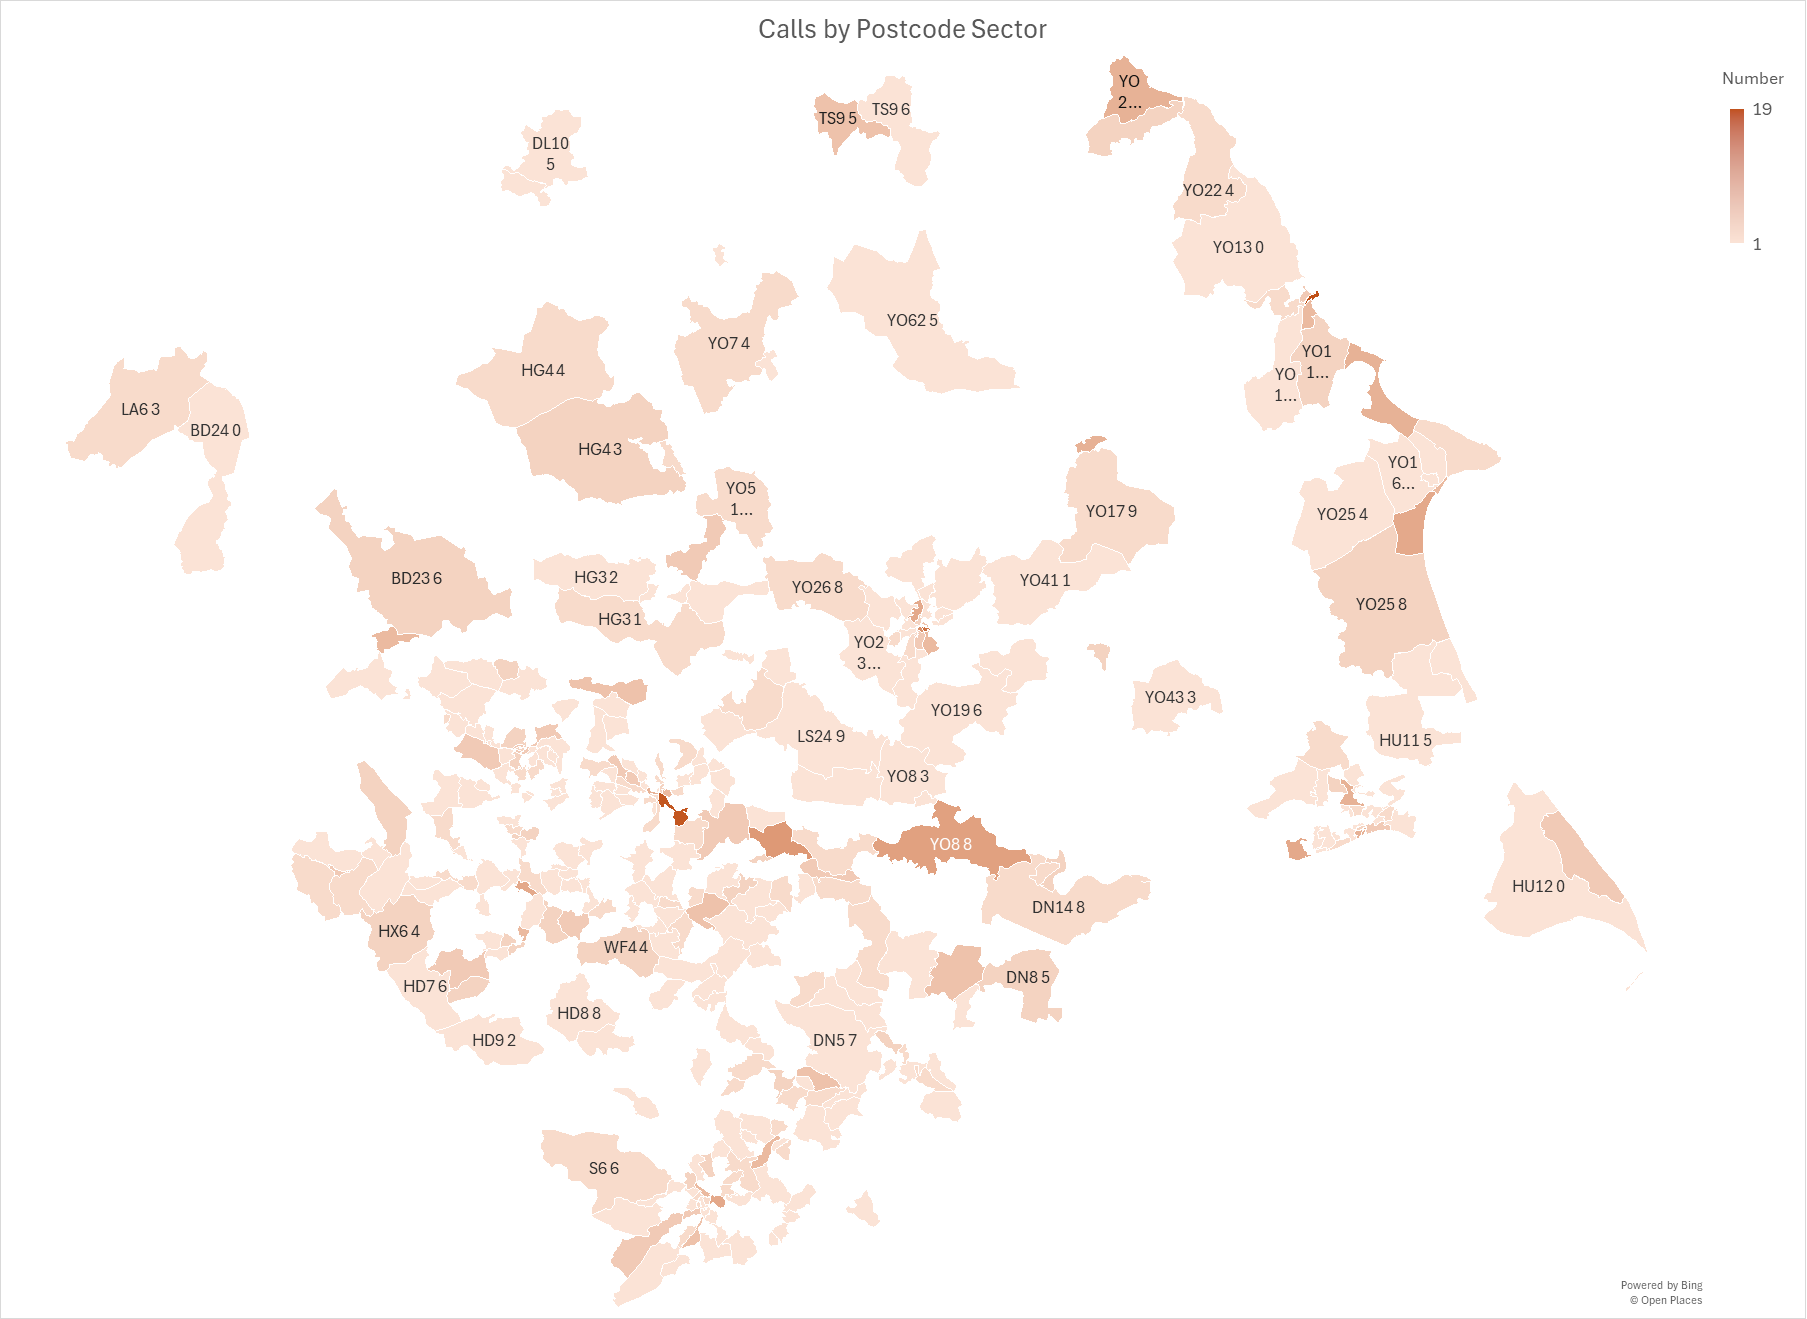 Calls by Postcode Sector
Number
19
1
YO
2...
TS9 5
TS9 6
DL10
5
YO22 4
YO13 0
YO62 5
YO7 4
YO1
1...
YO
1...
HG4 4
LA6 3
BD24 0
HG4 3
YO1
6...
YO5
1...
YO17 9
YO25 4
BD23 6
HG3 2
YO26 8
YO41 1
YO25 8
HG3 1
YO2
3...
YO43 3
YO19 6
LS24 9
HU11 5
YO8 3
YO8 8
HU12 0
DN14 8
HX6 4
WF4 4
DN8 5
HD7 6
HD8 8
HD9 2
DN5 7
S6 6
Powered by Bing
© Open Places